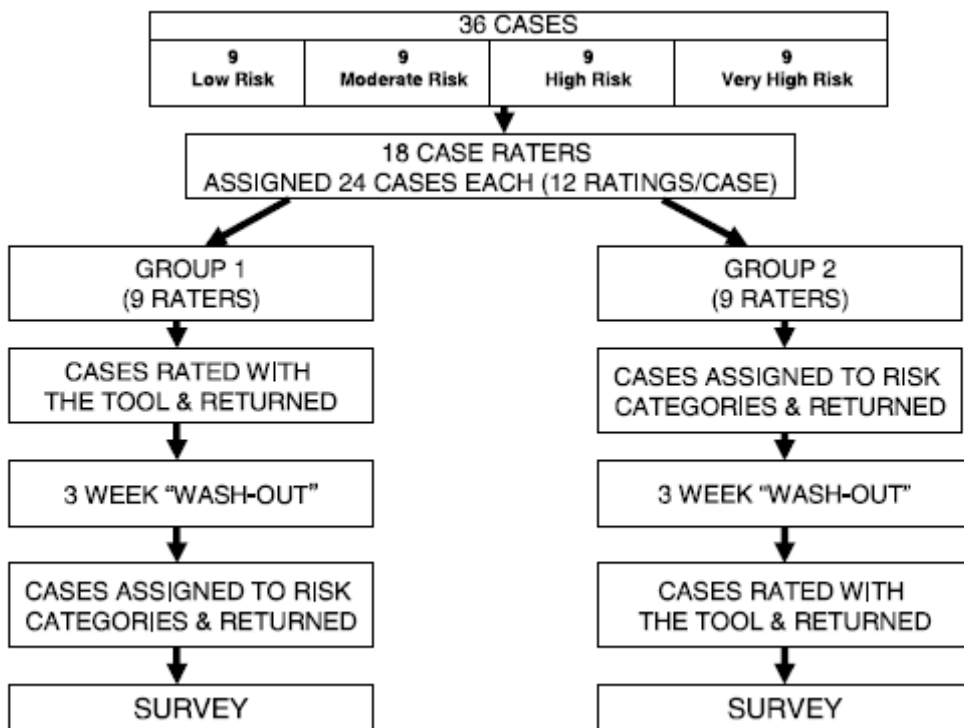 36 CASES
9
Low Risk
9
Moderate Risk
9
High Risk
9
Very High Risk
18 CASE RATERS
ASSIGNED 24 CASES EACH (12 RATINGS/CASE)
GROUP 1
(9 RATERS)
CASES RATED WITH
THE TOOL & RETURNED
3 WEEK “WASH-OUT”
CASES ASSIGNED TO RISK
CATEGORIES & RETURNED
SURVEY
GROUP 2
(9 RATERS)
CASES ASSIGNED TO RISK
CATEGORIES & RETURNED
3 WEEK “WASH-OUT”
CASES RATED WITH
THE TOOL & RETURNED
SURVEY